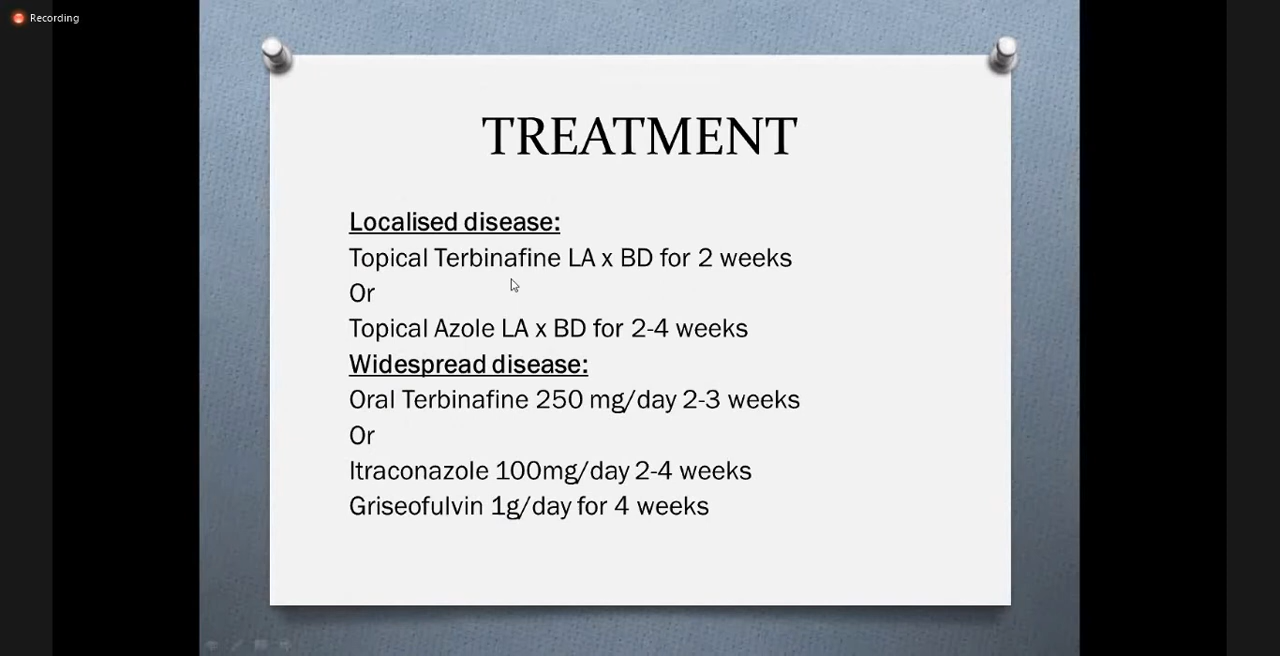 Recording
TREATMENT
Localised disease:
Topical Terbinafine LA x BD for 2 weeks
Or
Topical Azole LA x BD for 2-4 weeks
Widespread disease:
Oral Terbinafine 250 mg/day 2-3 weeks
Or
Itraconazole 100mg/day 2-4 weeks
Griseofulvin 1g/day for 4 weeks